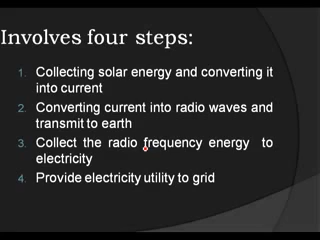 Involves four steps:
1. Collecting solar energy and converting it
into current
2. Converting current into radio waves and
transmit to earth
3. Collect the radio frequency energy to
electricity
4. Provide electricity utility to grid